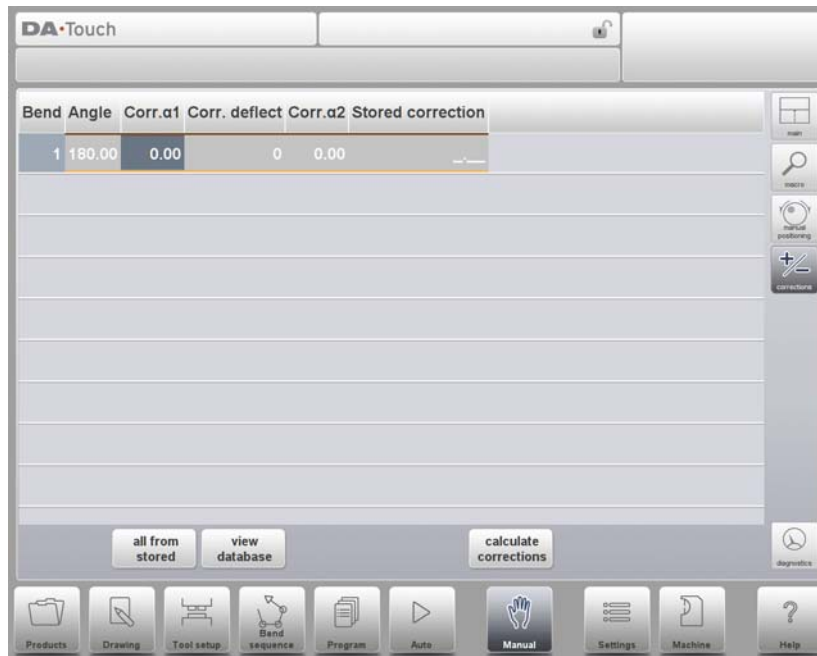 DA•Touch
Bend Angle Corr.α1 Corr. deflect Corr.α2 Stored correction
1 180.00 0.00 0 0.00 _.__
main
macro
manual
positioning
+/-
corrections
all from
stored
view
database
calculate
corrections
diagnostics
Products
Drawing
Tool setup
Bend
sequence
Program
Auto
Manual
Settings
Machine
?
Help